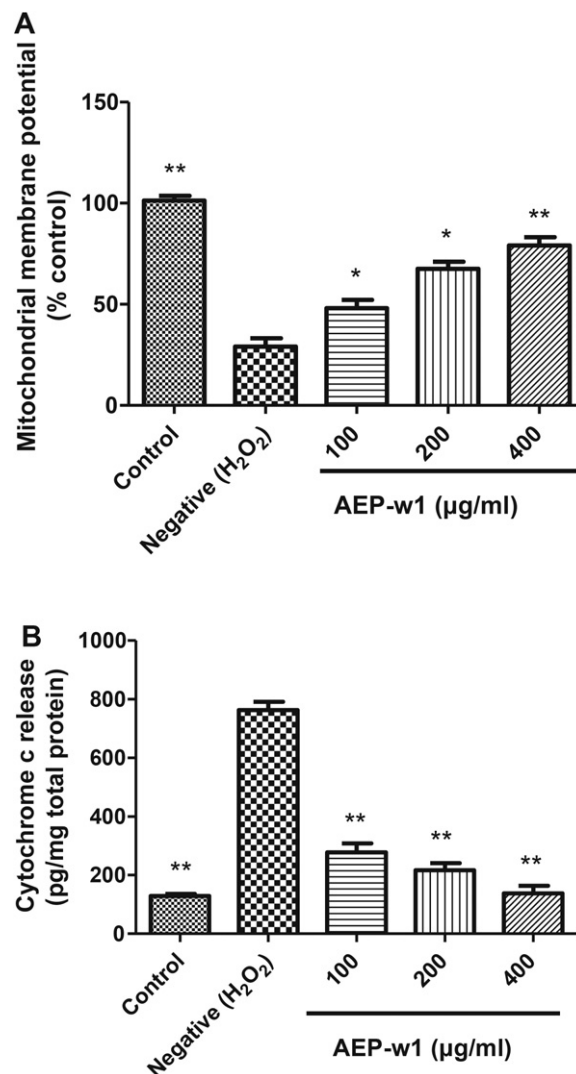 A
Mitochondrial membrane potential
(% control)
150
100
50
0
**
*
*
**
Control
Negative (H₂O₂)
100
200
400
AEP-w1 (µg/ml)
B
Cytochrome c release
(pg/mg total protein)
1000
800
600
400
200
0
**
**
**
**
Control
Negative (H₂O₂)
100
200
400
AEP-w1 (µg/ml)